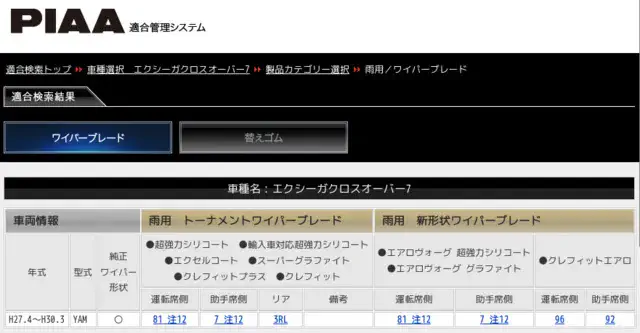 PIAA 適合管理システム
適合検索トップ 車種選択 エクシーガクロスオーバー7 製品カテゴリー選択 雨用/ワイパーブレード
適合検索結果
ワイパーブレード 替えゴム
車種名:エクシーガクロスオーバー7
車両情報 雨用 トーナメントワイパーブレード 雨用 新形状ワイパーブレード
年式 型式 純正ワイパー形状
●超強力シリコート ●輸入車対応超強力シリコート
●エクセルコート ●スーパーグラファイト
●クレフィットプラス ●クレフィット
●エアロヴォーグ 超強力シリコート
●エアロヴォーグ グラファイト
●クレフィットエアロ
運転席側 助手席側 リア 備考 運転席側 助手席側 運転席側 助手席側
H27.4~H30.3 YAM ○ 81 注12 7 注12 3RL 81 注12 7 注12 96 92